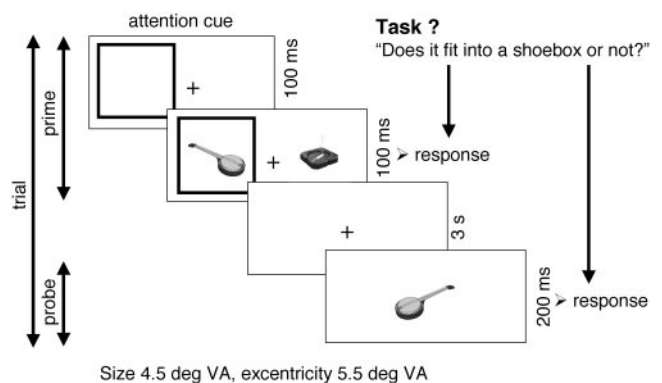 attention cue
Task ?
“Does it fit into a shoebox or not?”
100 ms
prime
100 ms
➢ response
trial
3 s
probe
200 ms
➢ response
Size 4.5 deg VA, excentricity 5.5 deg VA